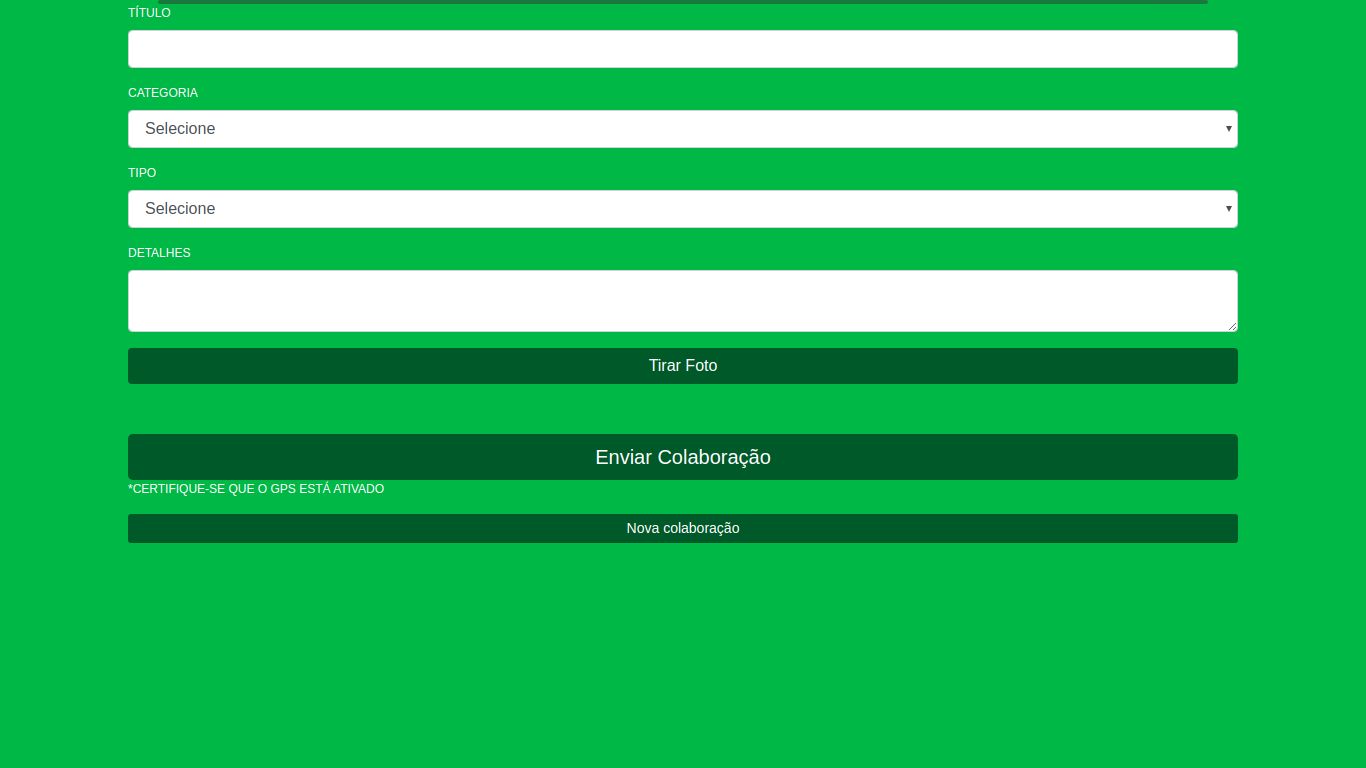 TÍTULO
CATEGORIA
Selecione
TIPO
Selecione
DETALHES
Tirar Foto
Enviar Colaboração
*CERTIFIQUE-SE QUE O GPS ESTÁ ATIVADO
Nova colaboração